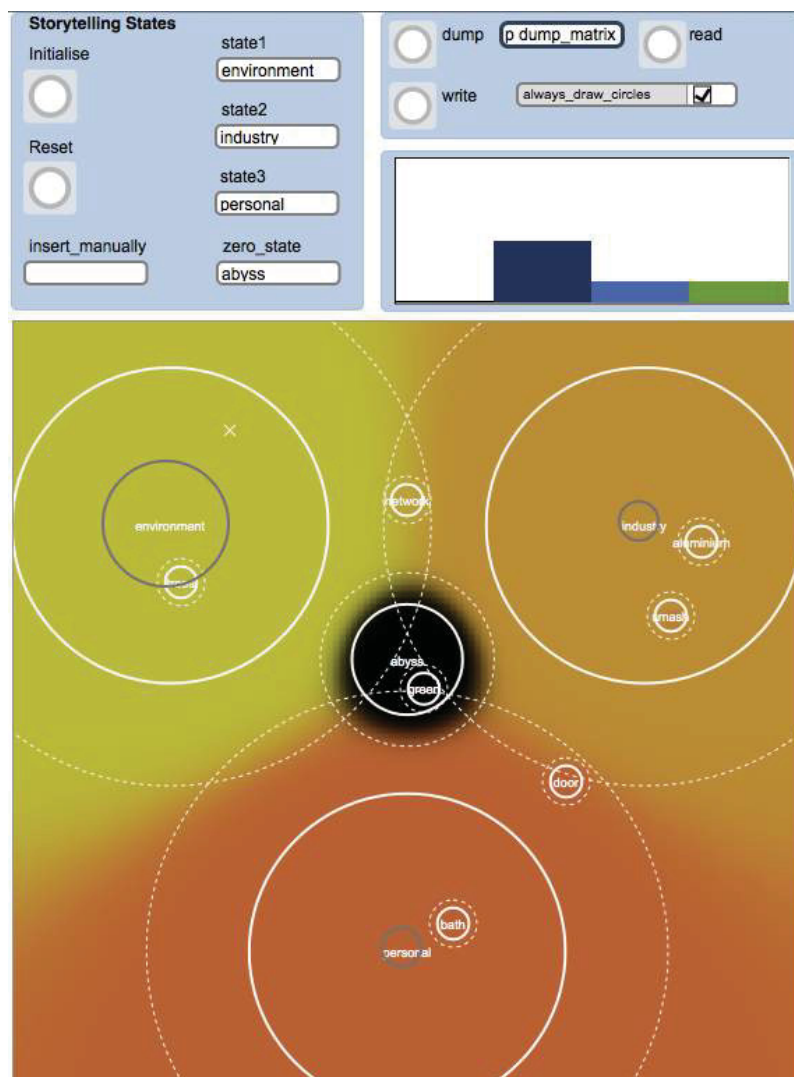 Storytelling States
Initialise
state1
environment
state2
industry
Reset
state3
personal
insert_manually
zero_state
abyss
dump
p dump_matrix
read
write
always_draw_circles
network
environment
industry
aluminium
smash
abyss
green
door
bath
personal